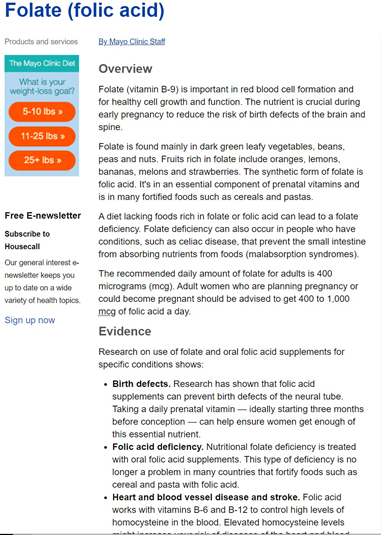 Folate (folic acid)
Products and services
The Mayo Clinic Diet
What is your
weight-loss goal?
5-10 lbs »
11-25 lbs »
25+ lbs »
Free E-newsletter
Subscribe to
Housecall
Our general interest e-
newsletter keeps you
up to date on a wide
variety of health topics.
Sign up now
By Mayo Clinic Staff
Overview
Folate (vitamin B-9) is important in red blood cell formation and
for healthy cell growth and function. The nutrient is crucial during
early pregnancy to reduce the risk of birth defects of the brain and
spine.
Folate is found mainly in dark green leafy vegetables, beans,
peas and nuts. Fruits rich in folate include oranges, lemons,
bananas, melons and strawberries. The synthetic form of folate is
folic acid. It's in an essential component of prenatal vitamins and
is in many fortified foods such as cereals and pastas.
A diet lacking foods rich in folate or folic acid can lead to a folate
deficiency. Folate deficiency can also occur in people who have
conditions, such as celiac disease, that prevent the small intestine
from absorbing nutrients from foods (malabsorption syndromes).
The recommended daily amount of folate for adults is 400
micrograms (mcg). Adult women who are planning pregnancy or
could become pregnant should be advised to get 400 to 1,000
mcg of folic acid a day.
Evidence
Research on use of folate and oral folic acid supplements for
specific conditions shows:
• Birth defects. Research has shown that folic acid
supplements can prevent birth defects of the neural tube.
Taking a daily prenatal vitamin — ideally starting three months
before conception — can help ensure women get enough of
this essential nutrient.
• Folic acid deficiency. Nutritional folate deficiency is treated
with oral folic acid supplements. This type of deficiency is no
longer a problem in many countries that fortify foods such as
cereal and pasta with folic acid.
• Heart and blood vessel disease and stroke. Folic acid
works with vitamins B-6 and B-12 to control high levels of
homocysteine in the blood. Elevated homocysteine levels
might increase your risk of diseases of the heart and blood